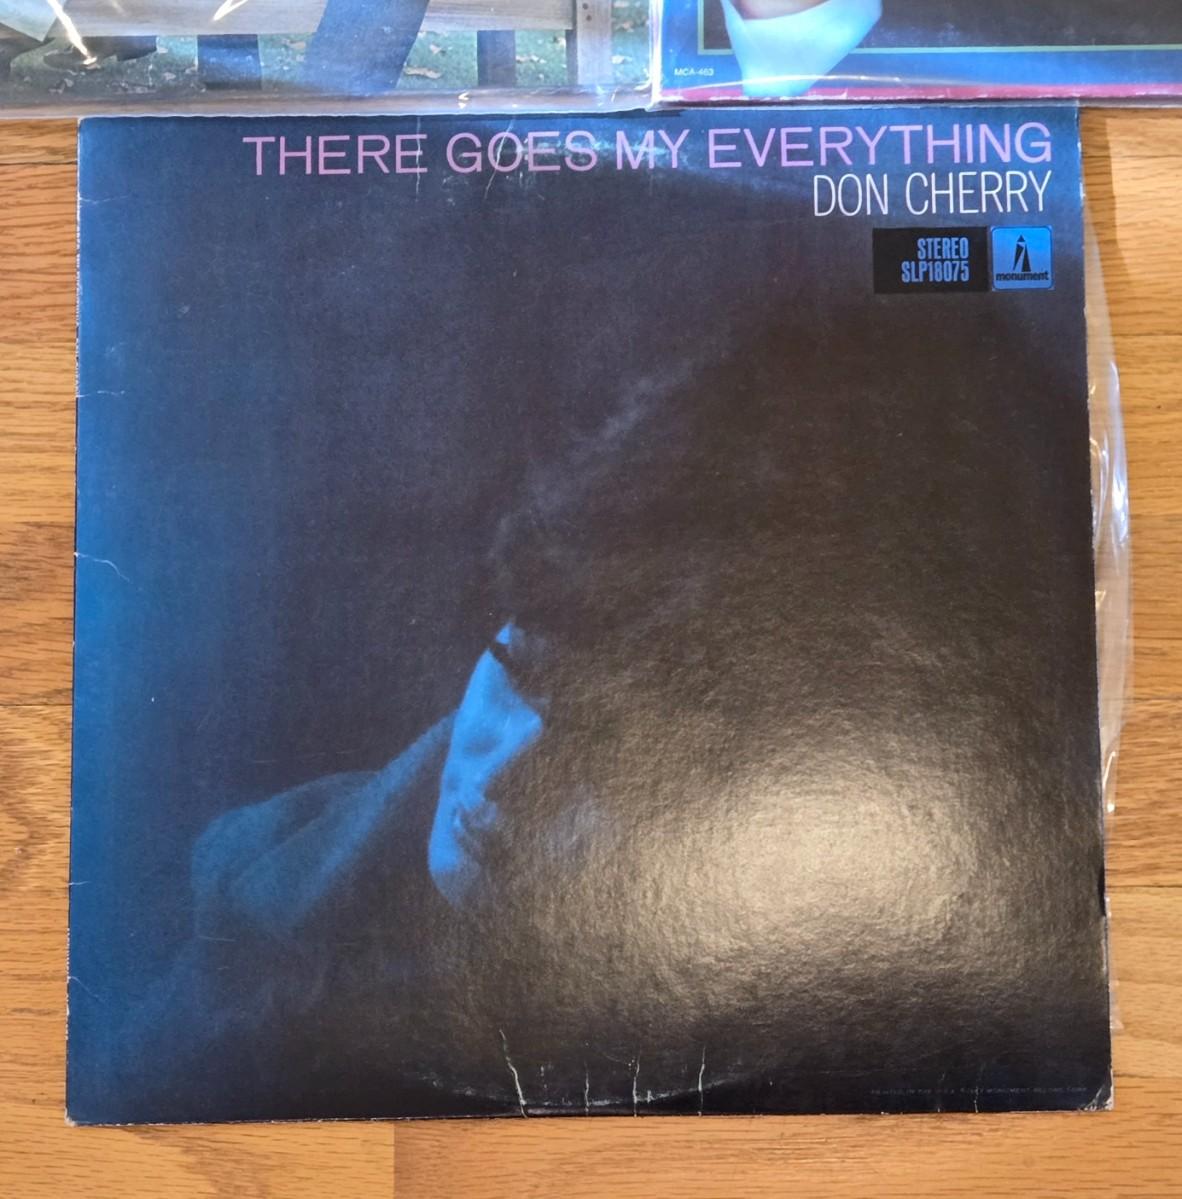 MCA-463
THERE GOES MY EVERYTHING
DON CHERRY
STEREO
SLP18075
monument